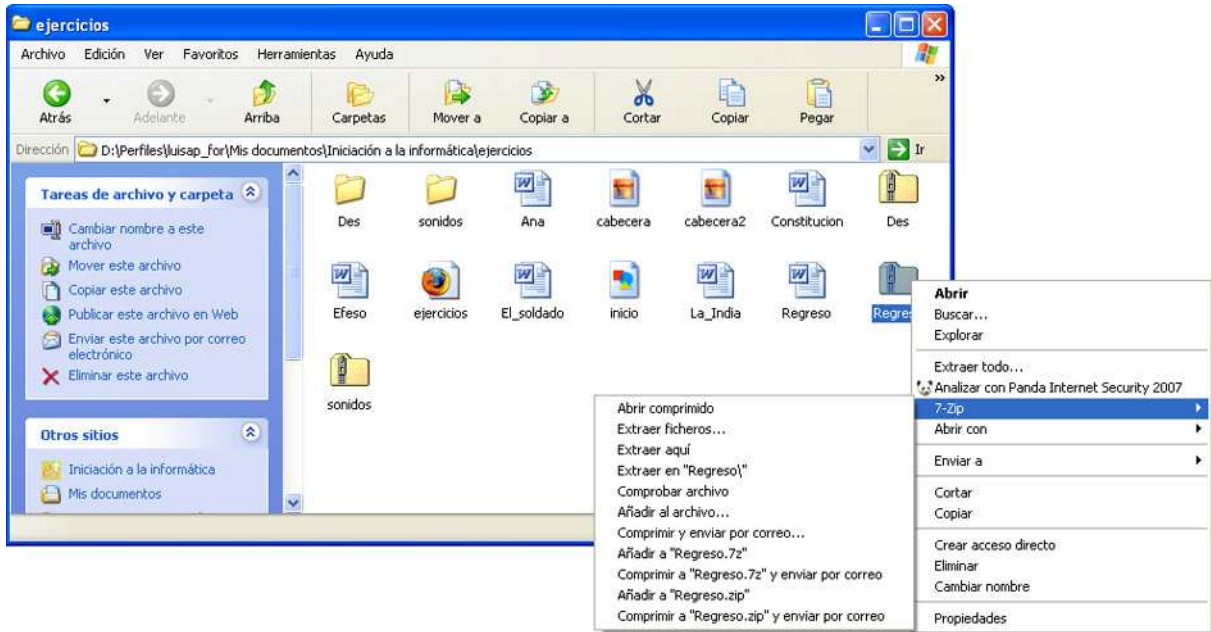 ejercicios
Archivo Edición Ver Favoritos Herramientas Ayuda
Atrás Adelante Arriba Carpetas Mover a Copiar a Cortar Copiar Pegar
Dirección D:\Perfiles\luisap_for\Mis documentos\Iniciación a la informática\ejercicios Ir
Tareas de archivo y carpeta
Cambiar nombre a este
archivo
Mover este archivo
Copiar este archivo
Publicar este archivo en Web
Enviar este archivo por correo
electrónico
Eliminar este archivo
Otros sitios
Iniciación a la informática
Mis documentos
Des sonidos Ana cabecera cabecera2 Constitucion Des
Efeso ejercicios El_soldado inicio La_India Regreso
sonidos
Abrir
Buscar...
Explorar
Extraer todo...
Analizar con Panda Internet Security 2007
7-Zip
Abrir con
Enviar a
Cortar
Copiar
Crear acceso directo
Eliminar
Cambiar nombre
Propiedades
Abrir comprimido
Extraer ficheros...
Extraer aquí
Extraer en "Regreso\"
Comprobar archivo
Añadir al archivo...
Comprimir y enviar por correo...
Añadir a "Regreso.7z"
Comprimir a "Regreso.7z" y enviar por correo
Añadir a "Regreso.zip"
Comprimir a "Regreso.zip" y enviar por correo